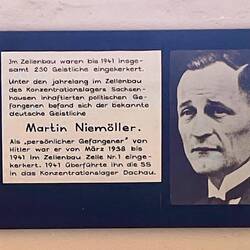 Im Zellenbau waren bis 1941 insge-
samt 230 Geistliche eingekerkert.
Unter den jahrelang im Zellenbau
des Konzentrationslagers Sachsen-
hausen inhaftierten politischen Ge-
fangenen befand sich der bekannte
deutsche Geistliche
Martin Niemöller.
Als „persönlicher Gefangener" von
Hitler war er von März 1938 bis
1941 im Zellenbau Zelle Nr. 1 einge-
kerkert. 1941 überführte ihn die SS
in das Konzentrationslager Dachau.